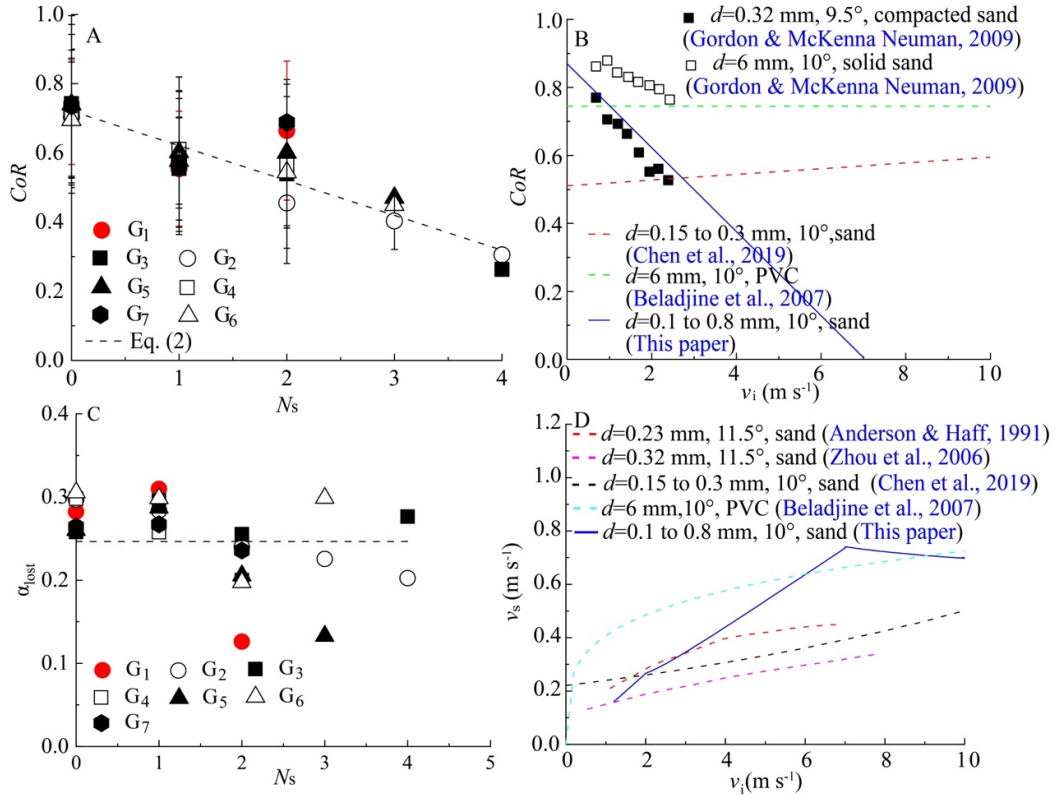 A
CoR
1.0
0.8
0.6
0.4
0.2
0.0
G1
G3 G2
G5 G4
G7 G6
Eq. (2)
0 1 2 3 4
Ns
B
CoR
1.0
0.8
0.6
0.4
0.2
0.0
d=0.32 mm, 9.5°, compacted sand
(Gordon & McKenna Neuman, 2009)
d=6 mm, 10°, solid sand
(Gordon & McKenna Neuman, 2009)
d=0.15 to 0.3 mm, 10°,sand
(Chen et al., 2019)
d=6 mm, 10°, PVC
(Beladjine et al., 2007)
d=0.1 to 0.8 mm, 10°, sand
(This paper)
0 2 4 6 8 10
vi (m s-1)
C
αlost
0.4
0.3
0.2
0.1
0.0
G1 G2 G3
G4 G5 G6
G7
0 1 2 3 4 5
Ns
D
vs (m s-1)
1.2
1.0
0.8
0.6
0.4
0.2
0.0
d=0.23 mm, 11.5°, sand (Anderson & Haff, 1991)
d=0.32 mm, 11.5°, sand (Zhou et al., 2006)
d=0.15 to 0.3 mm, 10°, sand (Chen et al., 2019)
d=6 mm,10°, PVC (Beladjine et al., 2007)
d=0.1 to 0.8 mm, 10°, sand (This paper)
0 2 4 6 8 10
vi(m s-1)